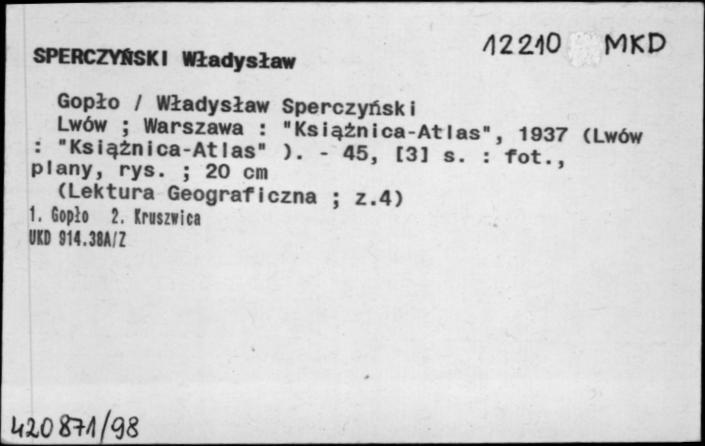 12210 MKD
SPERCZYŃSKI Władysław
Gopło / Władysław Sperczyński
Lwów ; Warszawa : "Książnica-Atlas", 1937 (Lwów
: "Książnica-Atlas" ). - 45, [3] s. : fot.,
plany, rys. ; 20 cm
(Lektura Geograficzna ; z.4)
1. Gopło 2. Kruszwica
UKD 914.38A/Z
420871/98